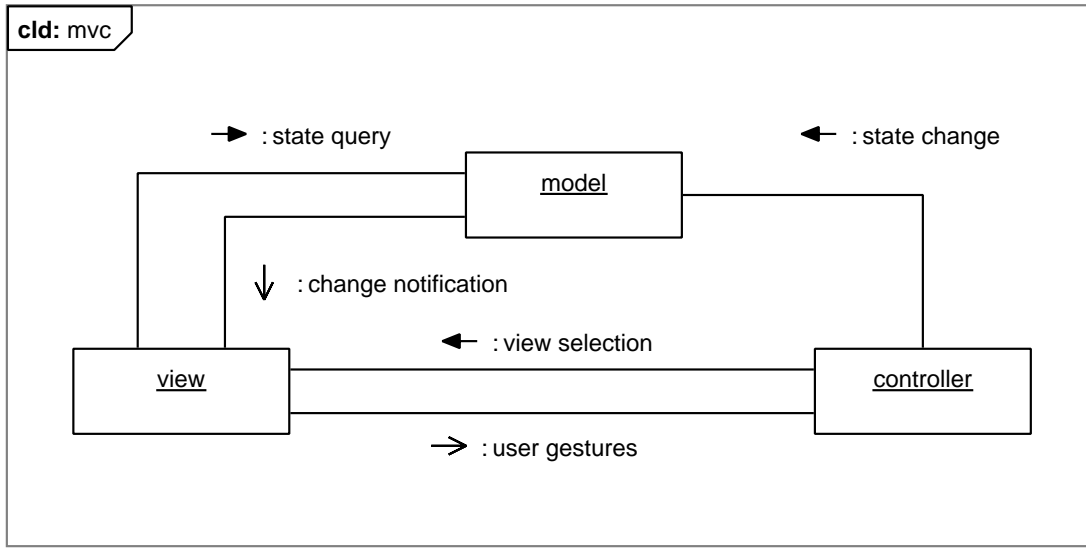 cld: mvc
: state query
: state change
model
: change notification
: view selection
view
controller
: user gestures